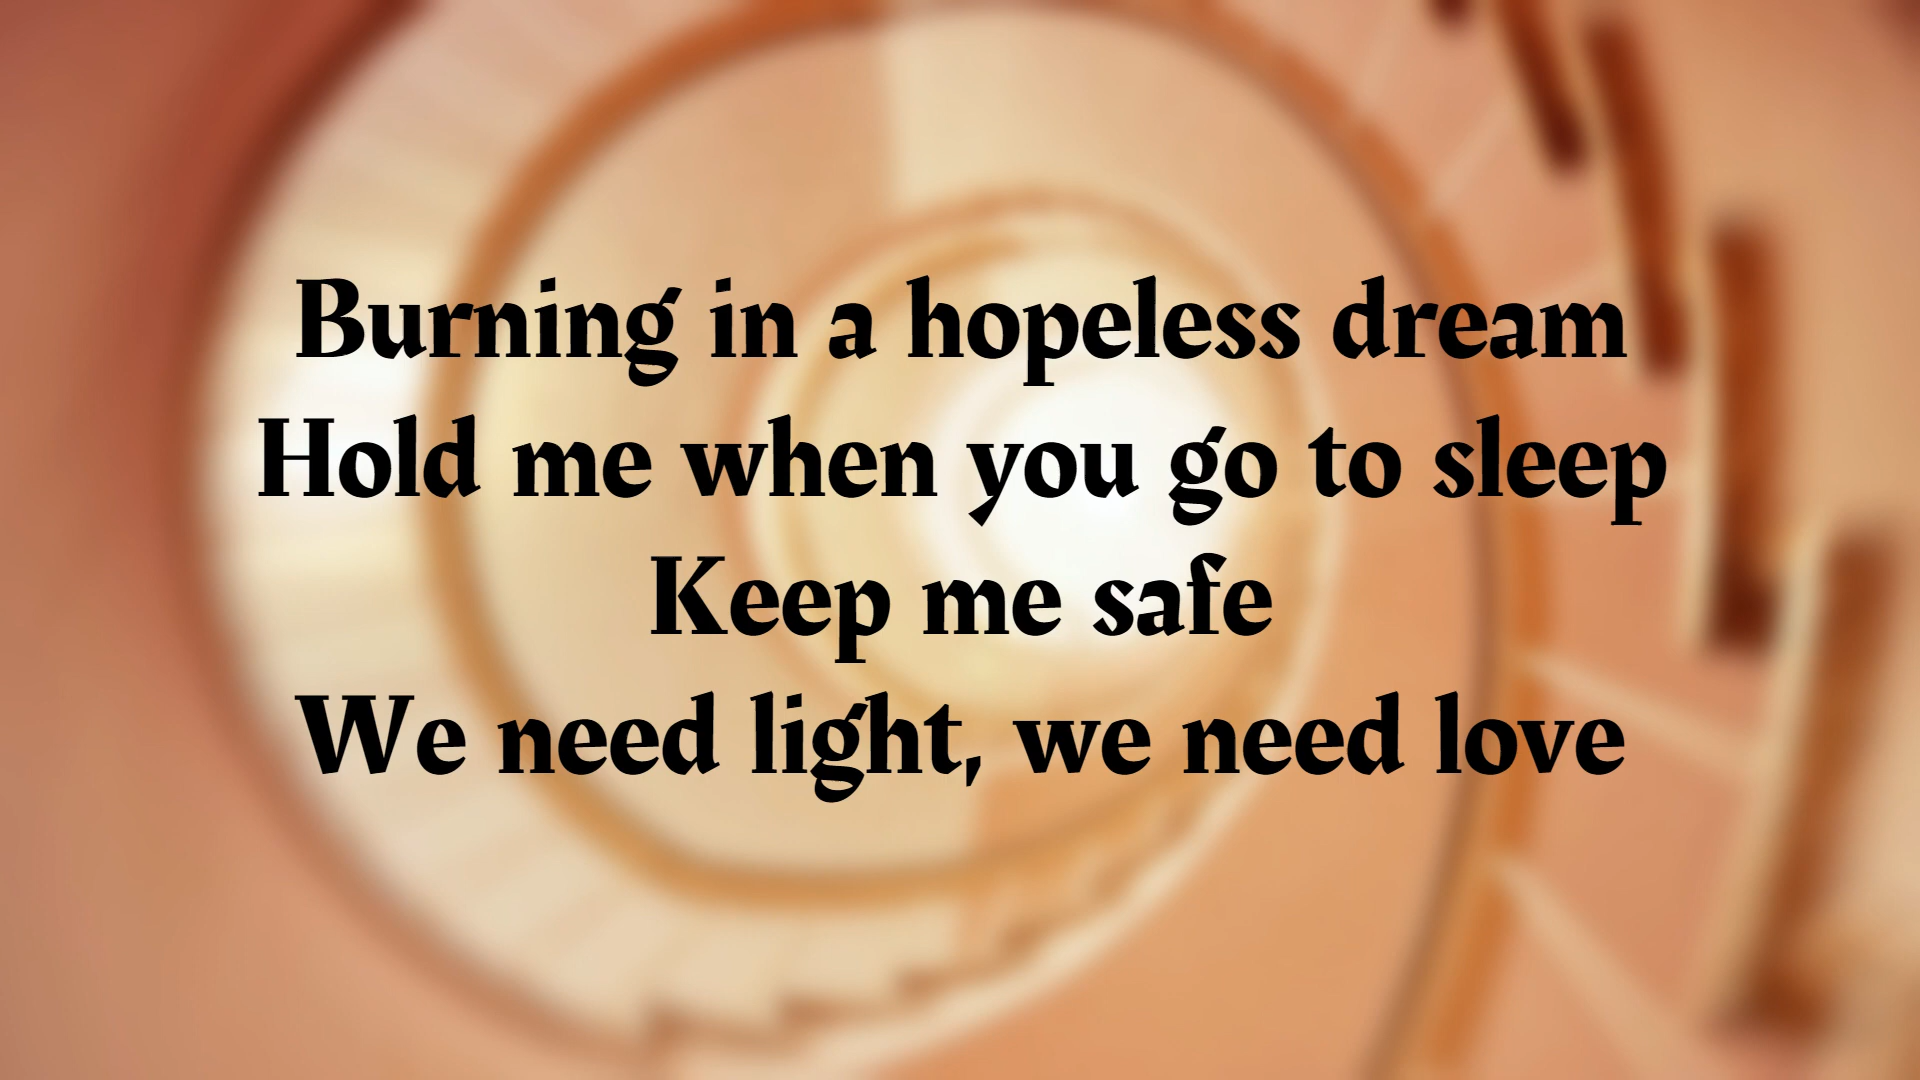 Burning in a hopeless dream
Hold me when you go to sleep
Keep me safe
We need light, we need love